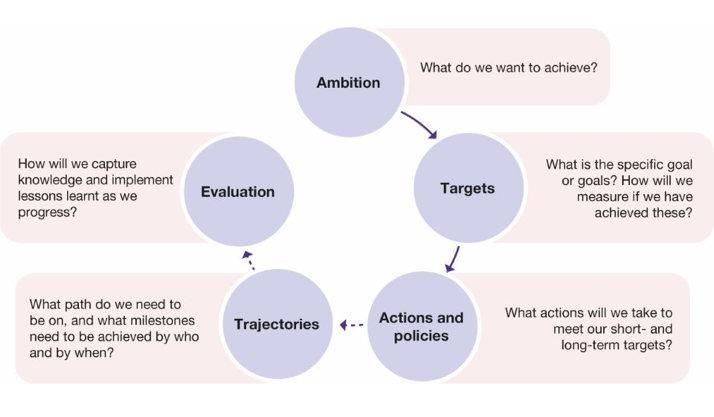 Ambition
What do we want to achieve?
Targets
What is the specific goal
or goals? How will we
measure if we have
achieved these?
Actions and
policies
What actions will we take to
meet our short- and
long-term targets?
Trajectories
What path do we need to
be on, and what milestones
need to be achieved by who
and by when?
Evaluation
How will we capture
knowledge and implement
lessons learnt as we
progress?